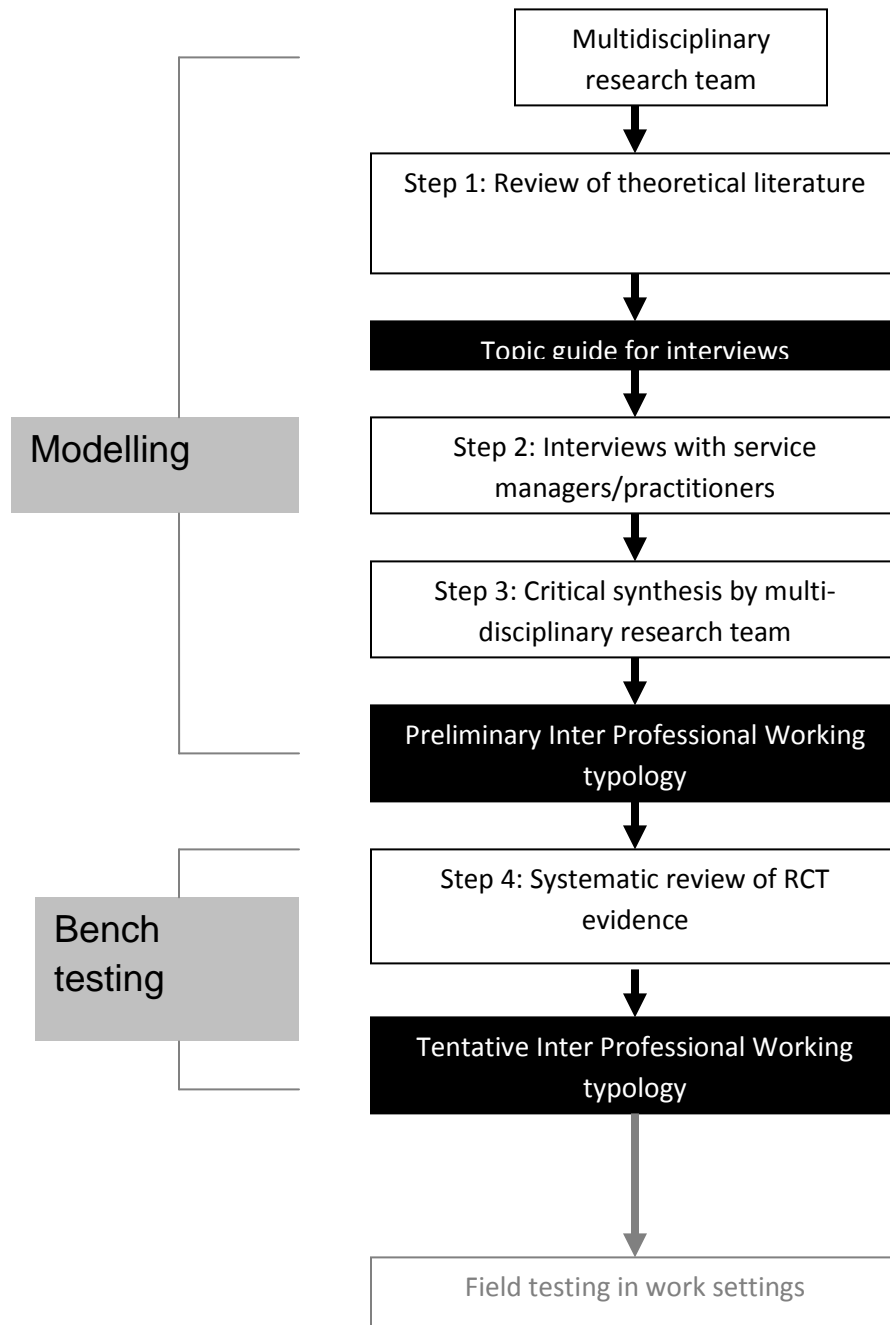 Multidisciplinary
research team
Step 1: Review of theoretical literature
Topic guide for interviews
Modelling
Step 2: Interviews with service
managers/practitioners
Step 3: Critical synthesis by multi-
disciplinary research team
Preliminary Inter Professional Working
typology
Bench
testing
Step 4: Systematic review of RCT
evidence
Tentative Inter Professional Working
typology
Field testing in work settings